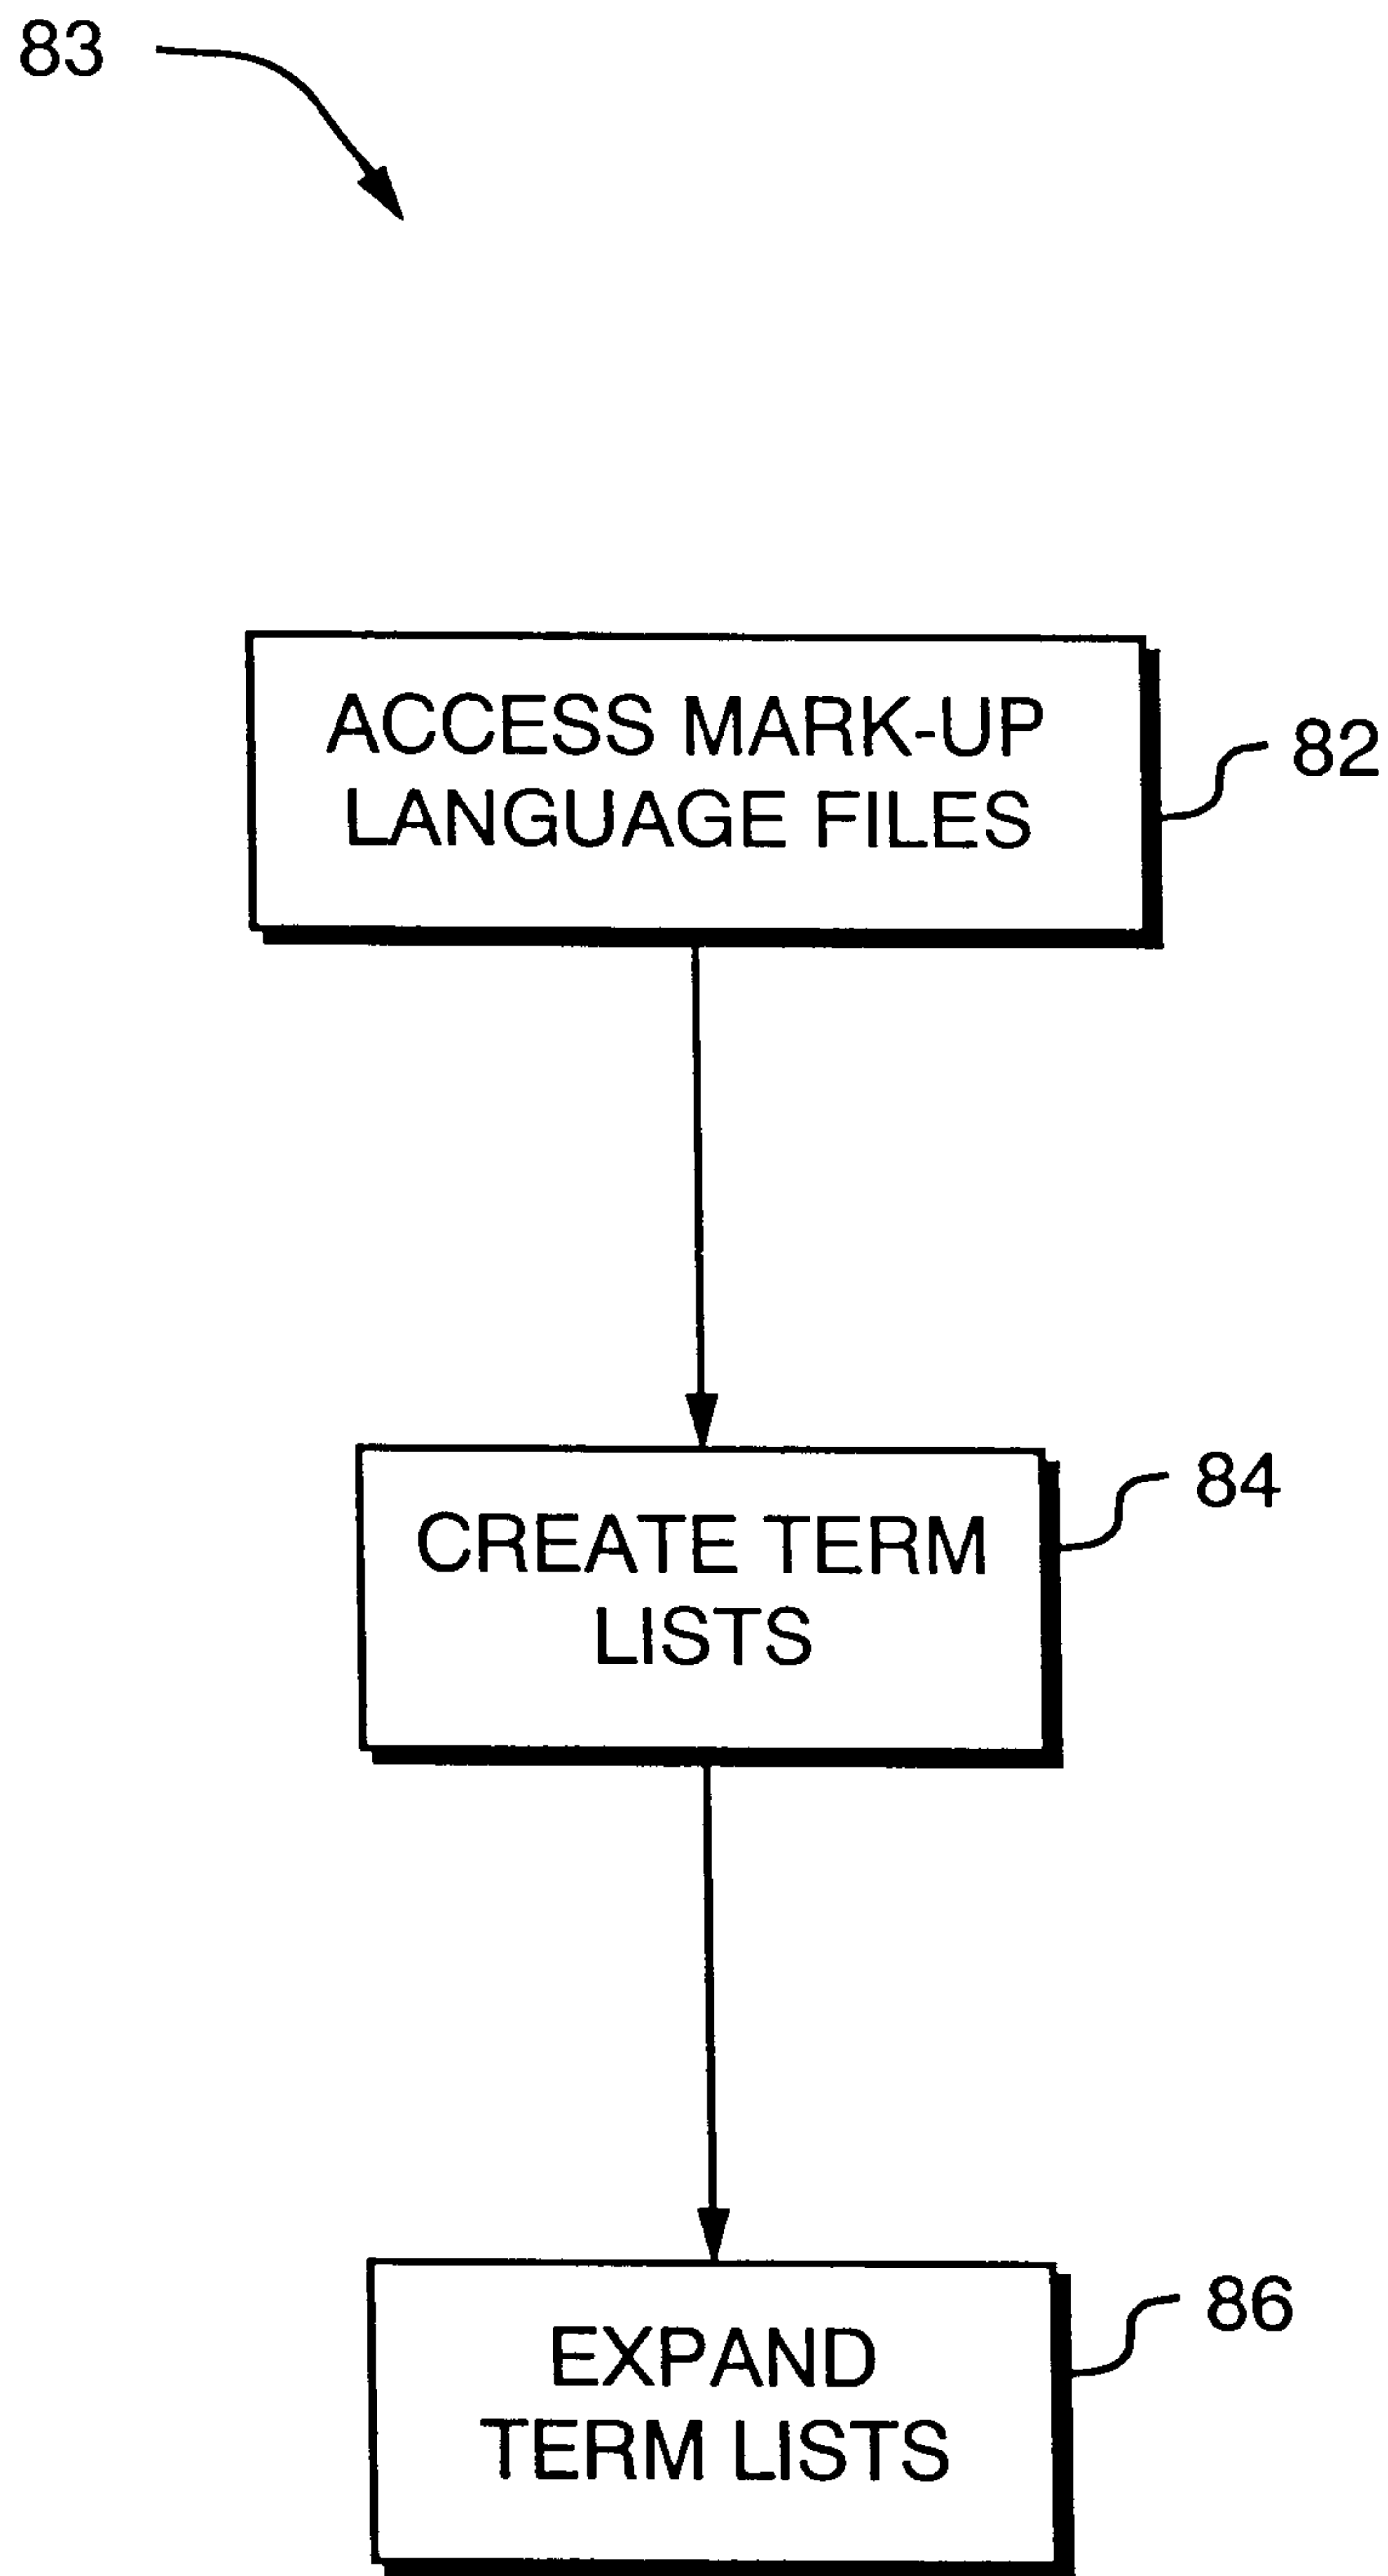 83
ACCESS MARK-UP
LANGUAGE FILES
82
CREATE TERM
LISTS
84
EXPAND
TERM LISTS
86